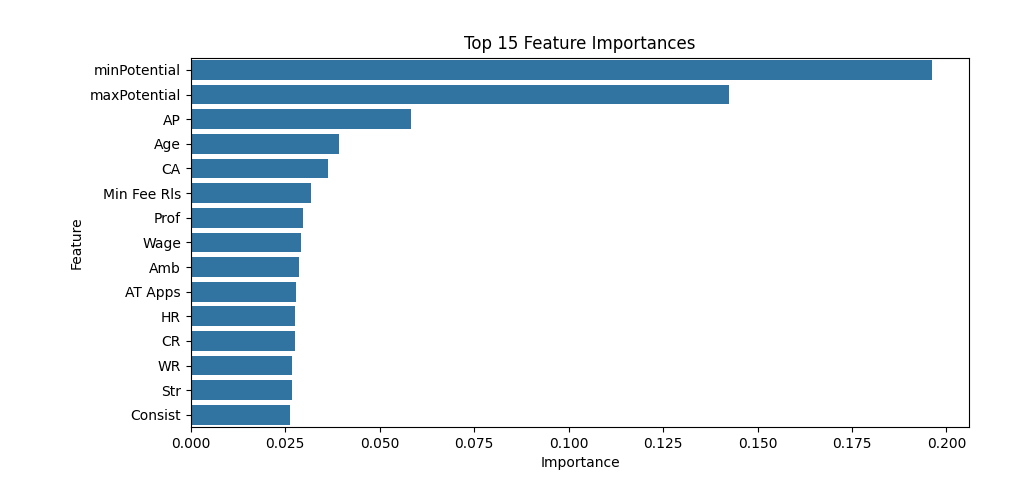 Top 15 Feature Importances
minPotential
maxPotential
AP
Age
CA
Min Fee Rls
Prof
Wage
Amb
AT Apps
HR
CR
WR
Str
Consist
Feature
0.000 0.025 0.050 0.075 0.100 0.125 0.150 0.175 0.200
Importance